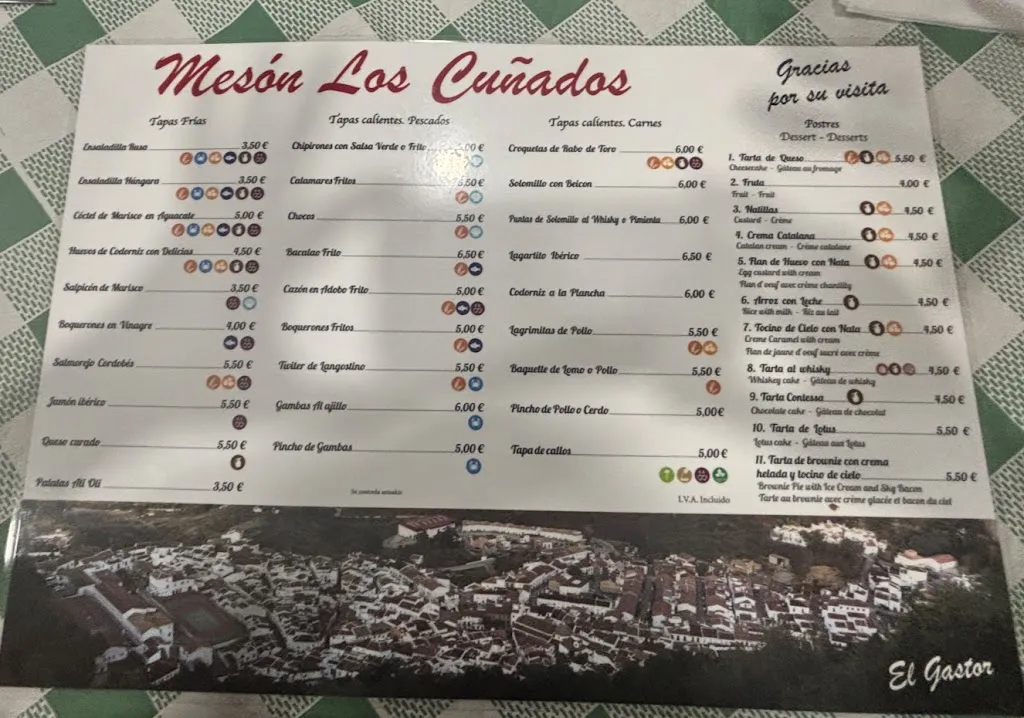 Mesón Los Cuñados
Gracias
por su visita
Tapas Frías
Ensaladilla Rusa 3,50 €
Ensaladilla Húngara 3,50 €
Cóctel de Marisco en Aguacate 5,00 €
Huevos de Codorniz con Delicias 4,50 €
Salpicón de Marisco 3,50 €
Boquerones en Vinagre 4,00 €
Salmorejo Cordobés 5,50 €
Jamón ibérico 5,50 €
Queso curado 5,50 €
Patatas Ali Oli 3,50 €
Tapas calientes. Pescados
Chipirones con Salsa Verde o Frito ,00 €
Calamares Fritos 5,50 €
Chocos 5,50 €
Bacalao Frito 6,50 €
Cazón en Adobo Frito 5,00 €
Boquerones Fritos 5,00 €
Twiter de Langostino 5,50 €
Gambas Al ajillo 6,00 €
Pincho de Gambas 5,00 €
Tapas calientes. Carnes
Croquetas de Rabo de Toro 6,00 €
Solomillo con Beicon 6,00 €
Puntas de Solomillo al Whisky o Pimienta 6,00 €
Lagartito Ibérico 6,50 €
Codorniz a la Plancha 6,00 €
Lagrimitas de Pollo 5,50 €
Baguette de Lomo o Pollo 5,50 €
Pincho de Pollo o Cerdo 5,00€
Tapa de callos 5,00 €
I.V.A. Incluido
Postres
Dessert - Desserts
1. Tarta de Queso 5,50 €
Cheesecake - Gâteau au fromage
2. Fruta 4,00 €
Fruit - Fruit
3. Natillas 4,50 €
Custard - Crème
4. Crema Catalana 4,50 €
Catalan cream - Crème catalane
5. Flan de Huevo con Nata 4,50 €
Egg custard with cream
Flan d'oeuf avec crème chantilly
6. Arroz con Leche 4,50 €
Rice with milk - Riz au lait
7. Tocino de Cielo con Nata 4,50 €
Creme Caramel with cream
Flan de jaune d'oeuf sucré avec crème
8. Tarta al whisky 4,50 €
Whiskey cake - Gâteau de whisky
9. Tarta Contessa 4,50 €
Chocolate cake - Gâteau de chocolat
10. Tarta de Lotus 5,50 €
Lotus cake - Gâteau aux Lotus
11. Tarta de brownie con crema
helada y tocino de cielo 5,50 €
Brownie Pie with Ice Cream and Sky Bacon
Tarte au brownie avec crème glacée et bacon du ciel
El Gastor